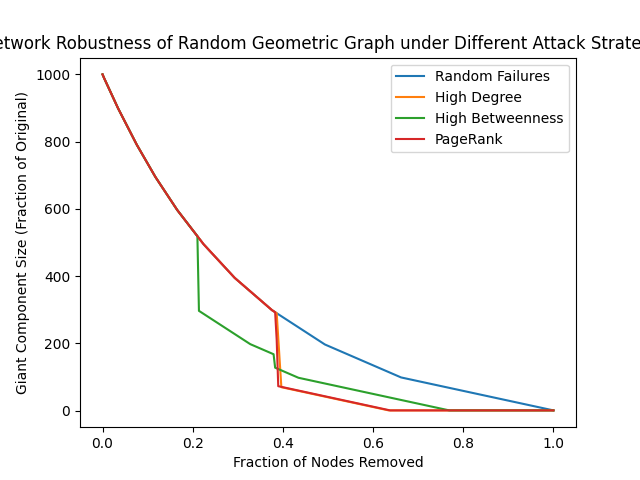 etwork Robustness of Random Geometric Graph under Different Attack Strate
Random Failures
High Degree
High Betweenness
PageRank
Giant Component Size (Fraction of Original)
1000
800
600
400
200
0
0.0 0.2 0.4 0.6 0.8 1.0
Fraction of Nodes Removed